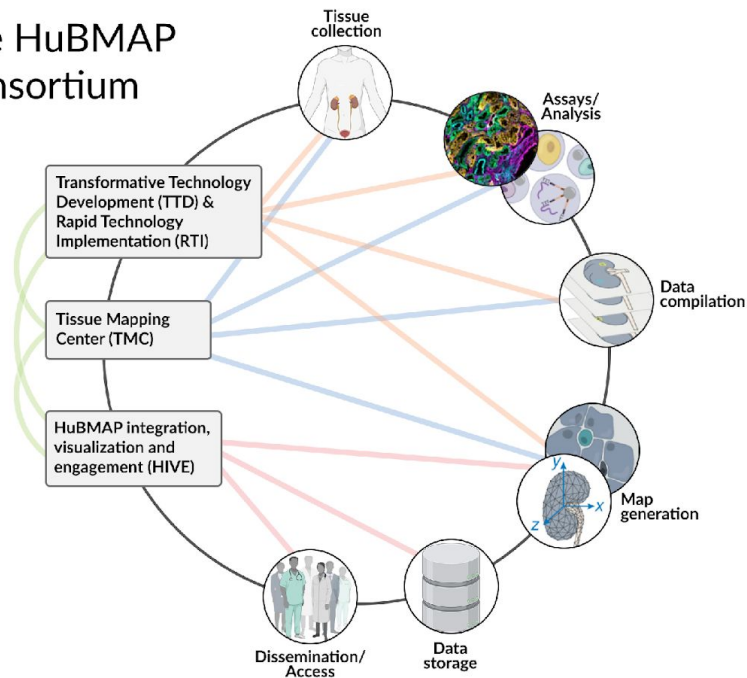 HuBMAP
Tissue
collection
Assays/
Analysis
Transformative Technology
Development (TTD) &
Rapid Technology
Implementation (RTI)
Data
compilation
Tissue Mapping
Center (TMC)
HuBMAP integration,
visualization and
engagement (HIVE)
y
x
z
Map
generation
Data
storage
Dissemination/
Access